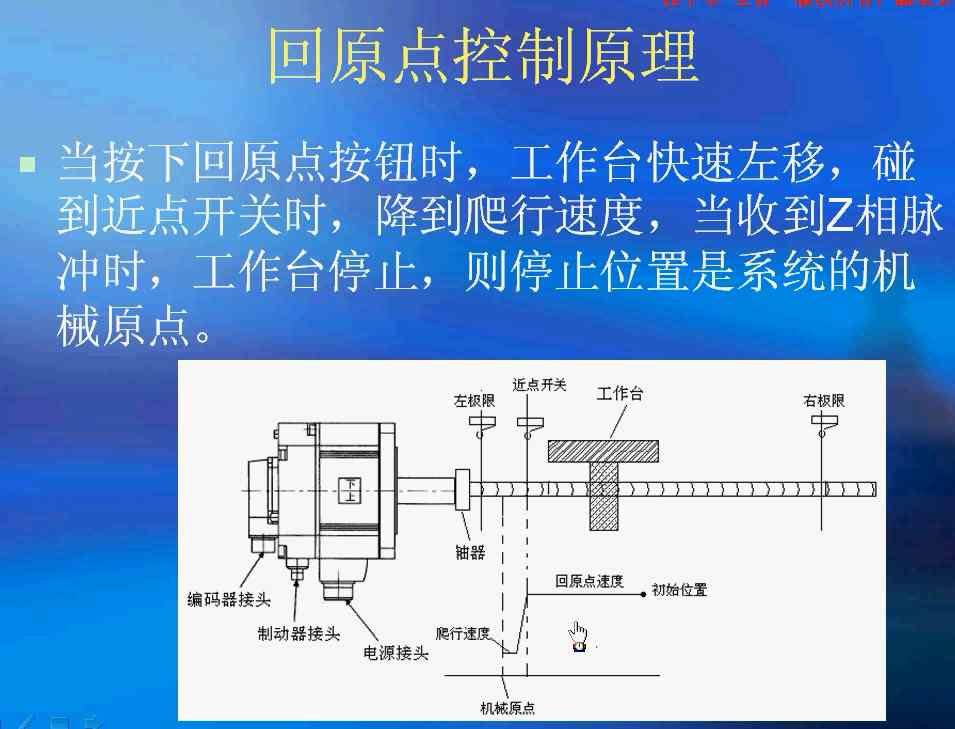 回原点控制原理
当按下回原点按钮时，工作台快速左移，碰
到近点开关时，降到爬行速度，当收到Z相脉
冲时，工作台停止，则停止位置是系统的机
械原点。
近点开关
左极限
工作台
右极限
下
上
轴器
回原点速度
初始位置
编码器接头
制动器接头
爬行速度
电源接头
机械原点